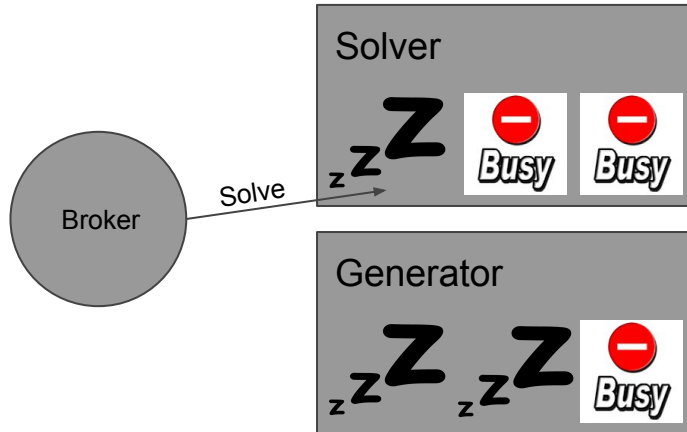 Solver
z z Z
Busy
Busy
Solve
Broker
Generator
z z Z
z z Z
Busy